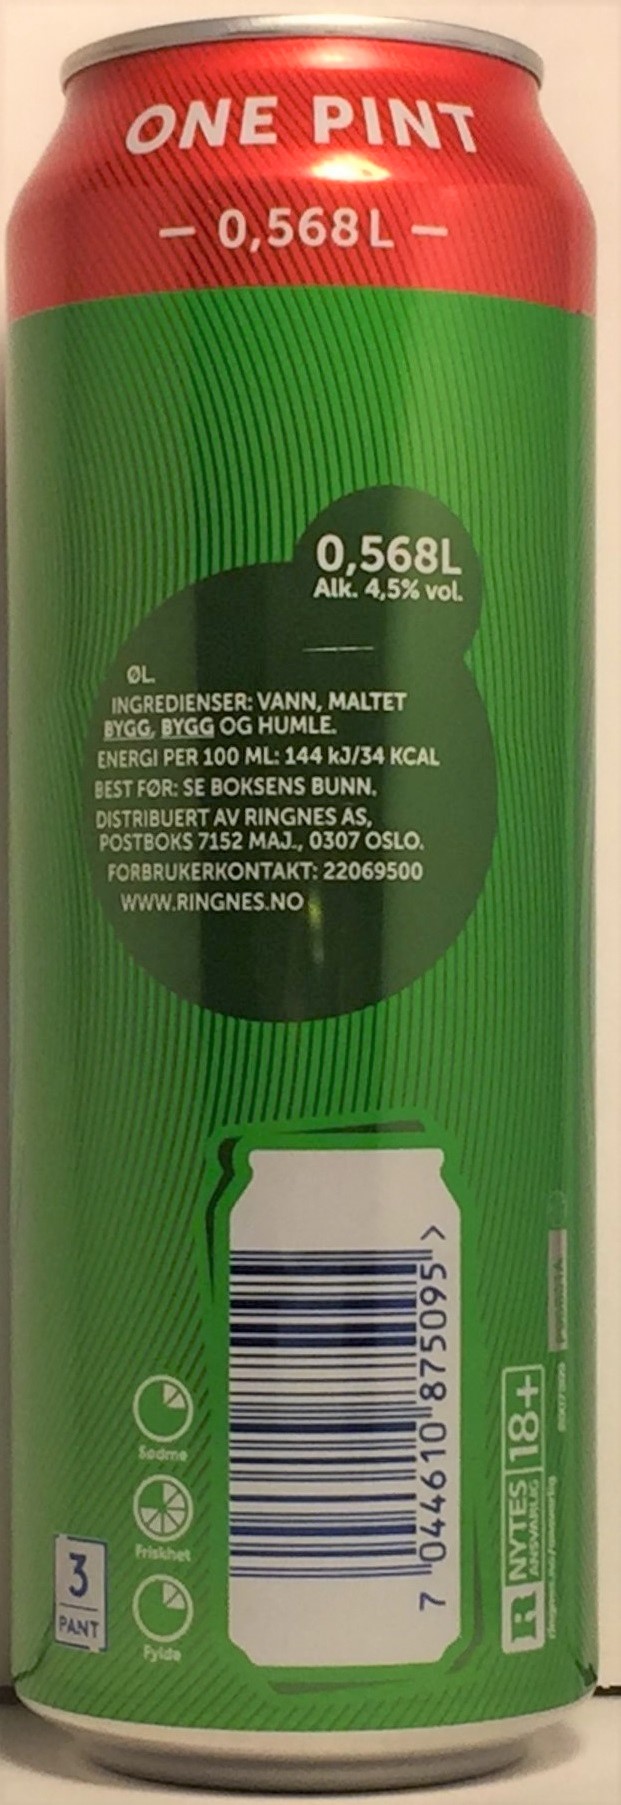 ONE PINT
– 0,568 L –
0,568L
Alk. 4,5% vol.
ØL.
INGREDIENSER: VANN, MALTET
BYGG, BYGG OG HUMLE.
ENERGI PER 100 ML: 144 kJ/34 KCAL
BEST FØR: SE BOKSENS BUNN.
DISTRIBUERT AV RINGNES AS,
POSTBOKS 7152 MAJ., 0307 OSLO.
FORBRUKERKONTAKT: 22069500
WWW.RINGNES.NO
7 044610 875095 >
Sødme
Friskhet
Fylde
3
PANT
R NYTES
ANSVARLIG
18+